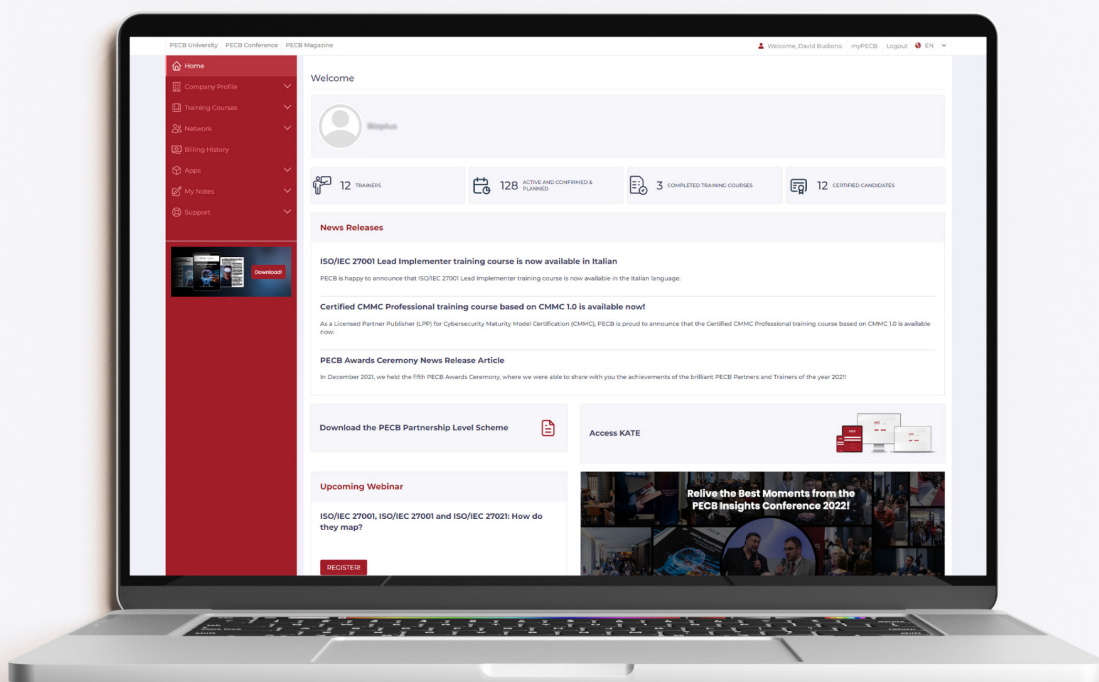 PECB University PECB Conference PECB Magazine
Welcome, David Budiono myPECB Logout EN
Home
Company Profile
Training Courses
Network
Billing History
Apps
My Notes
Support
Download!
Welcome
12 TRAINERS
128 ACTIVE AND CONFIRMED &
PLANNED
3 COMPLETED TRAINING COURSES
12 CERTIFIED CANDIDATES
News Releases
ISO/IEC 27001 Lead Implementer training course is now available in Italian
PECB is happy to announce that ISO/IEC 27001 Lead Implementer training course is now available in the Italian language.
Certified CMMC Professional training course based on CMMC 1.0 is available now!
As a Licensed Partner Publisher (LPP) for Cybersecurity Maturity Model Certification (CMMC), PECB is proud to announce that the Certified CMMC Professional training course based on CMMC 1.0 is available
now.
PECB Awards Ceremony News Release Article
In December 2021, we held the fifth PECB Awards Ceremony, where we were able to share with you the achievements of the brilliant PECB Partners and Trainers of the year 2021!
Download the PECB Partnership Level Scheme
Access KATE
Upcoming Webinar
ISO/IEC 27001, ISO/IEC 27001 and ISO/IEC 27021: How do
they map?
REGISTER!
Relive the Best Moments from the
PECB Insights Conference 2022!